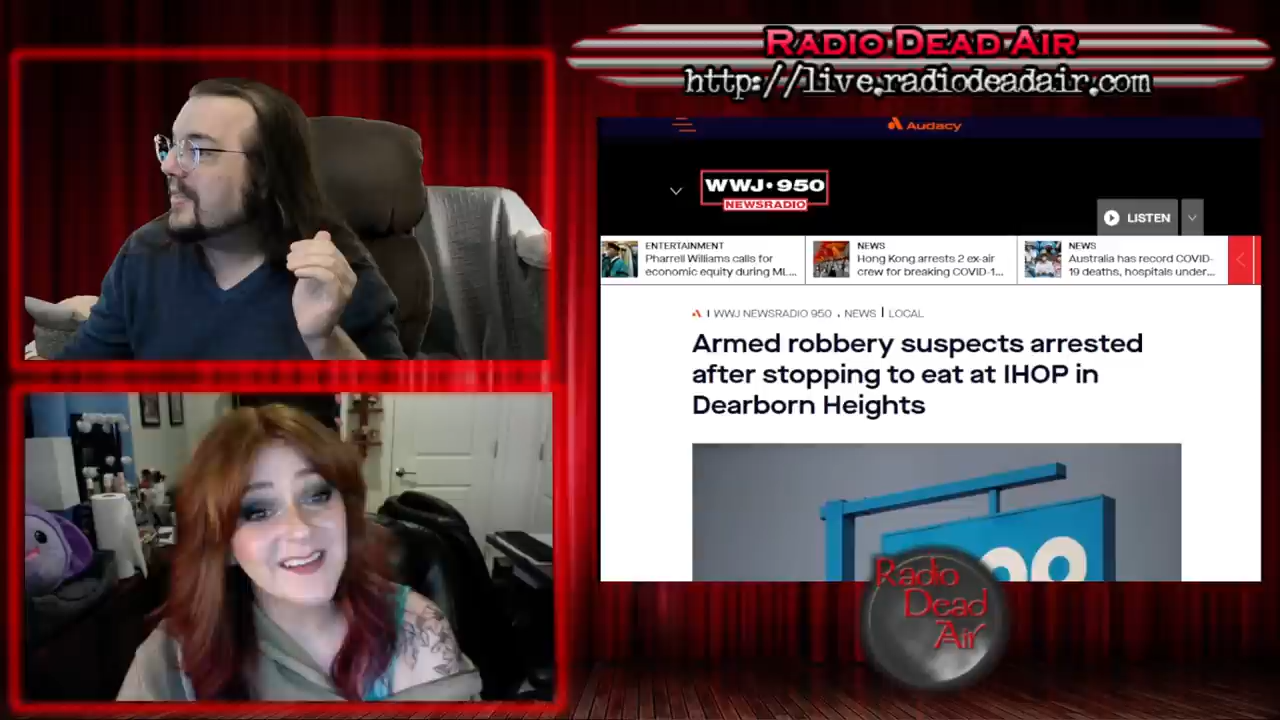 Radio Dead Air
http://live.radiodeadair.com
Audacy
WWJ•950
NEWSRADIO
LISTEN
ENTERTAINMENT
Pharrell Williams calls for
economic equity during ML...
NEWS
Hong Kong arrests 2 ex-air
crew for breaking COVID-1...
NEWS
Australia has record COVID-
19 deaths, hospitals under...
WWJ NEWSRADIO 950 . NEWS | LOCAL
Armed robbery suspects arrested
after stopping to eat at IHOP in
Dearborn Heights
Radio
Dead
Air